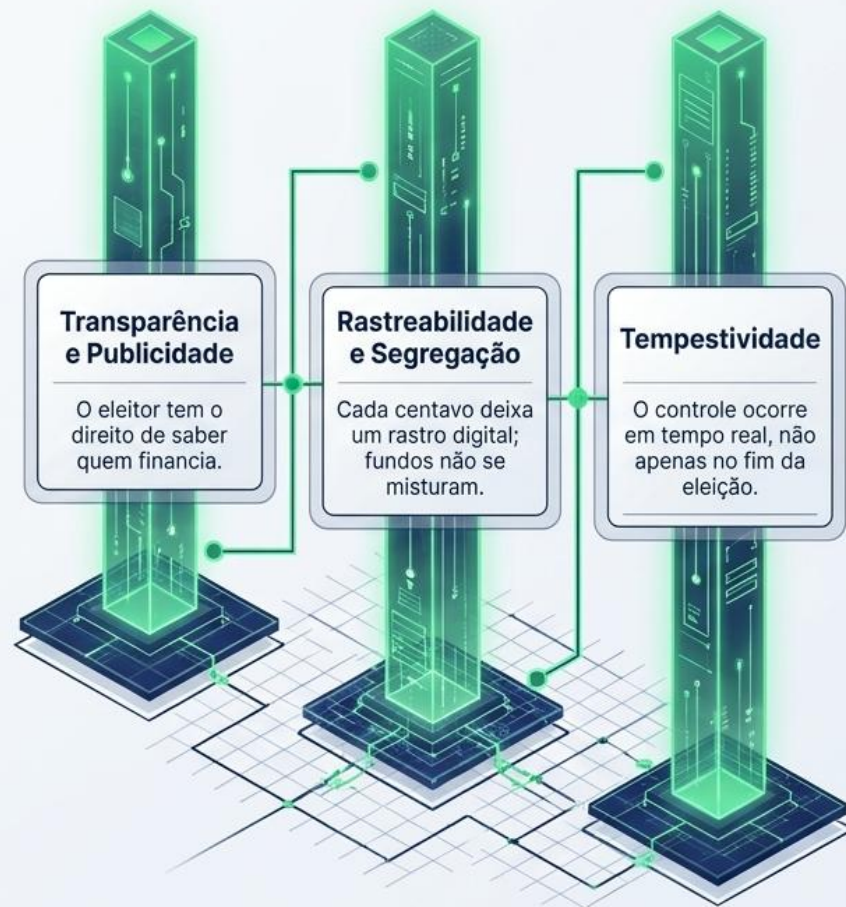 Transparência
e Publicidade
O eleitor tem o
direito de saber
quem financia.
Rastreabilidade
e Segregação
Cada centavo deixa
um rastro digital;
fundos não se
misturam.
Tempestividade
O controle ocorre
em tempo real, não
apenas no fim da
eleição.